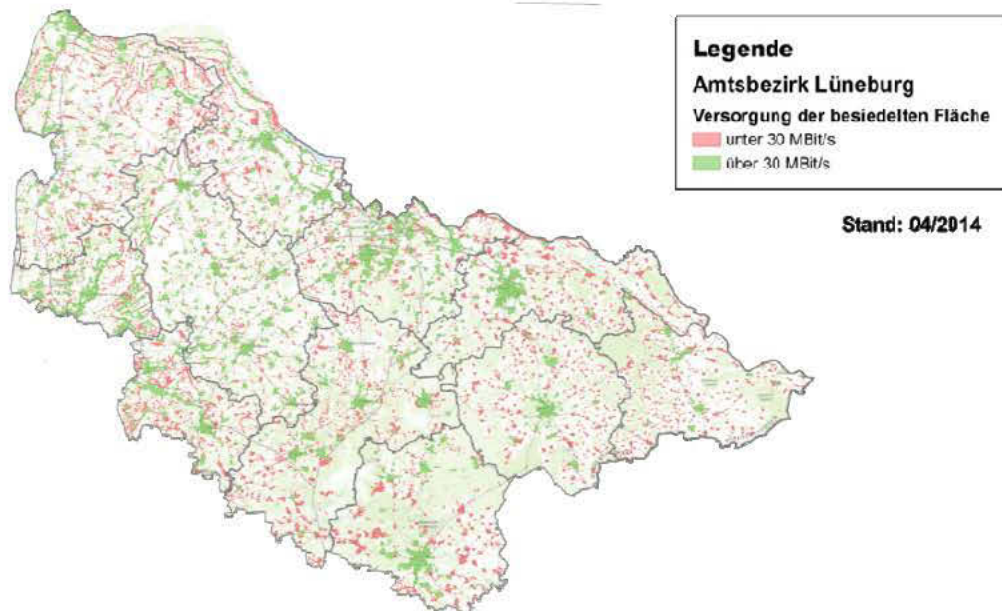 Legende
Amtsbezirk Lüneburg
Versorgung der besiedelten Fläche
unter 30 MBit/s
über 30 MBit/s
Stand: 04/2014